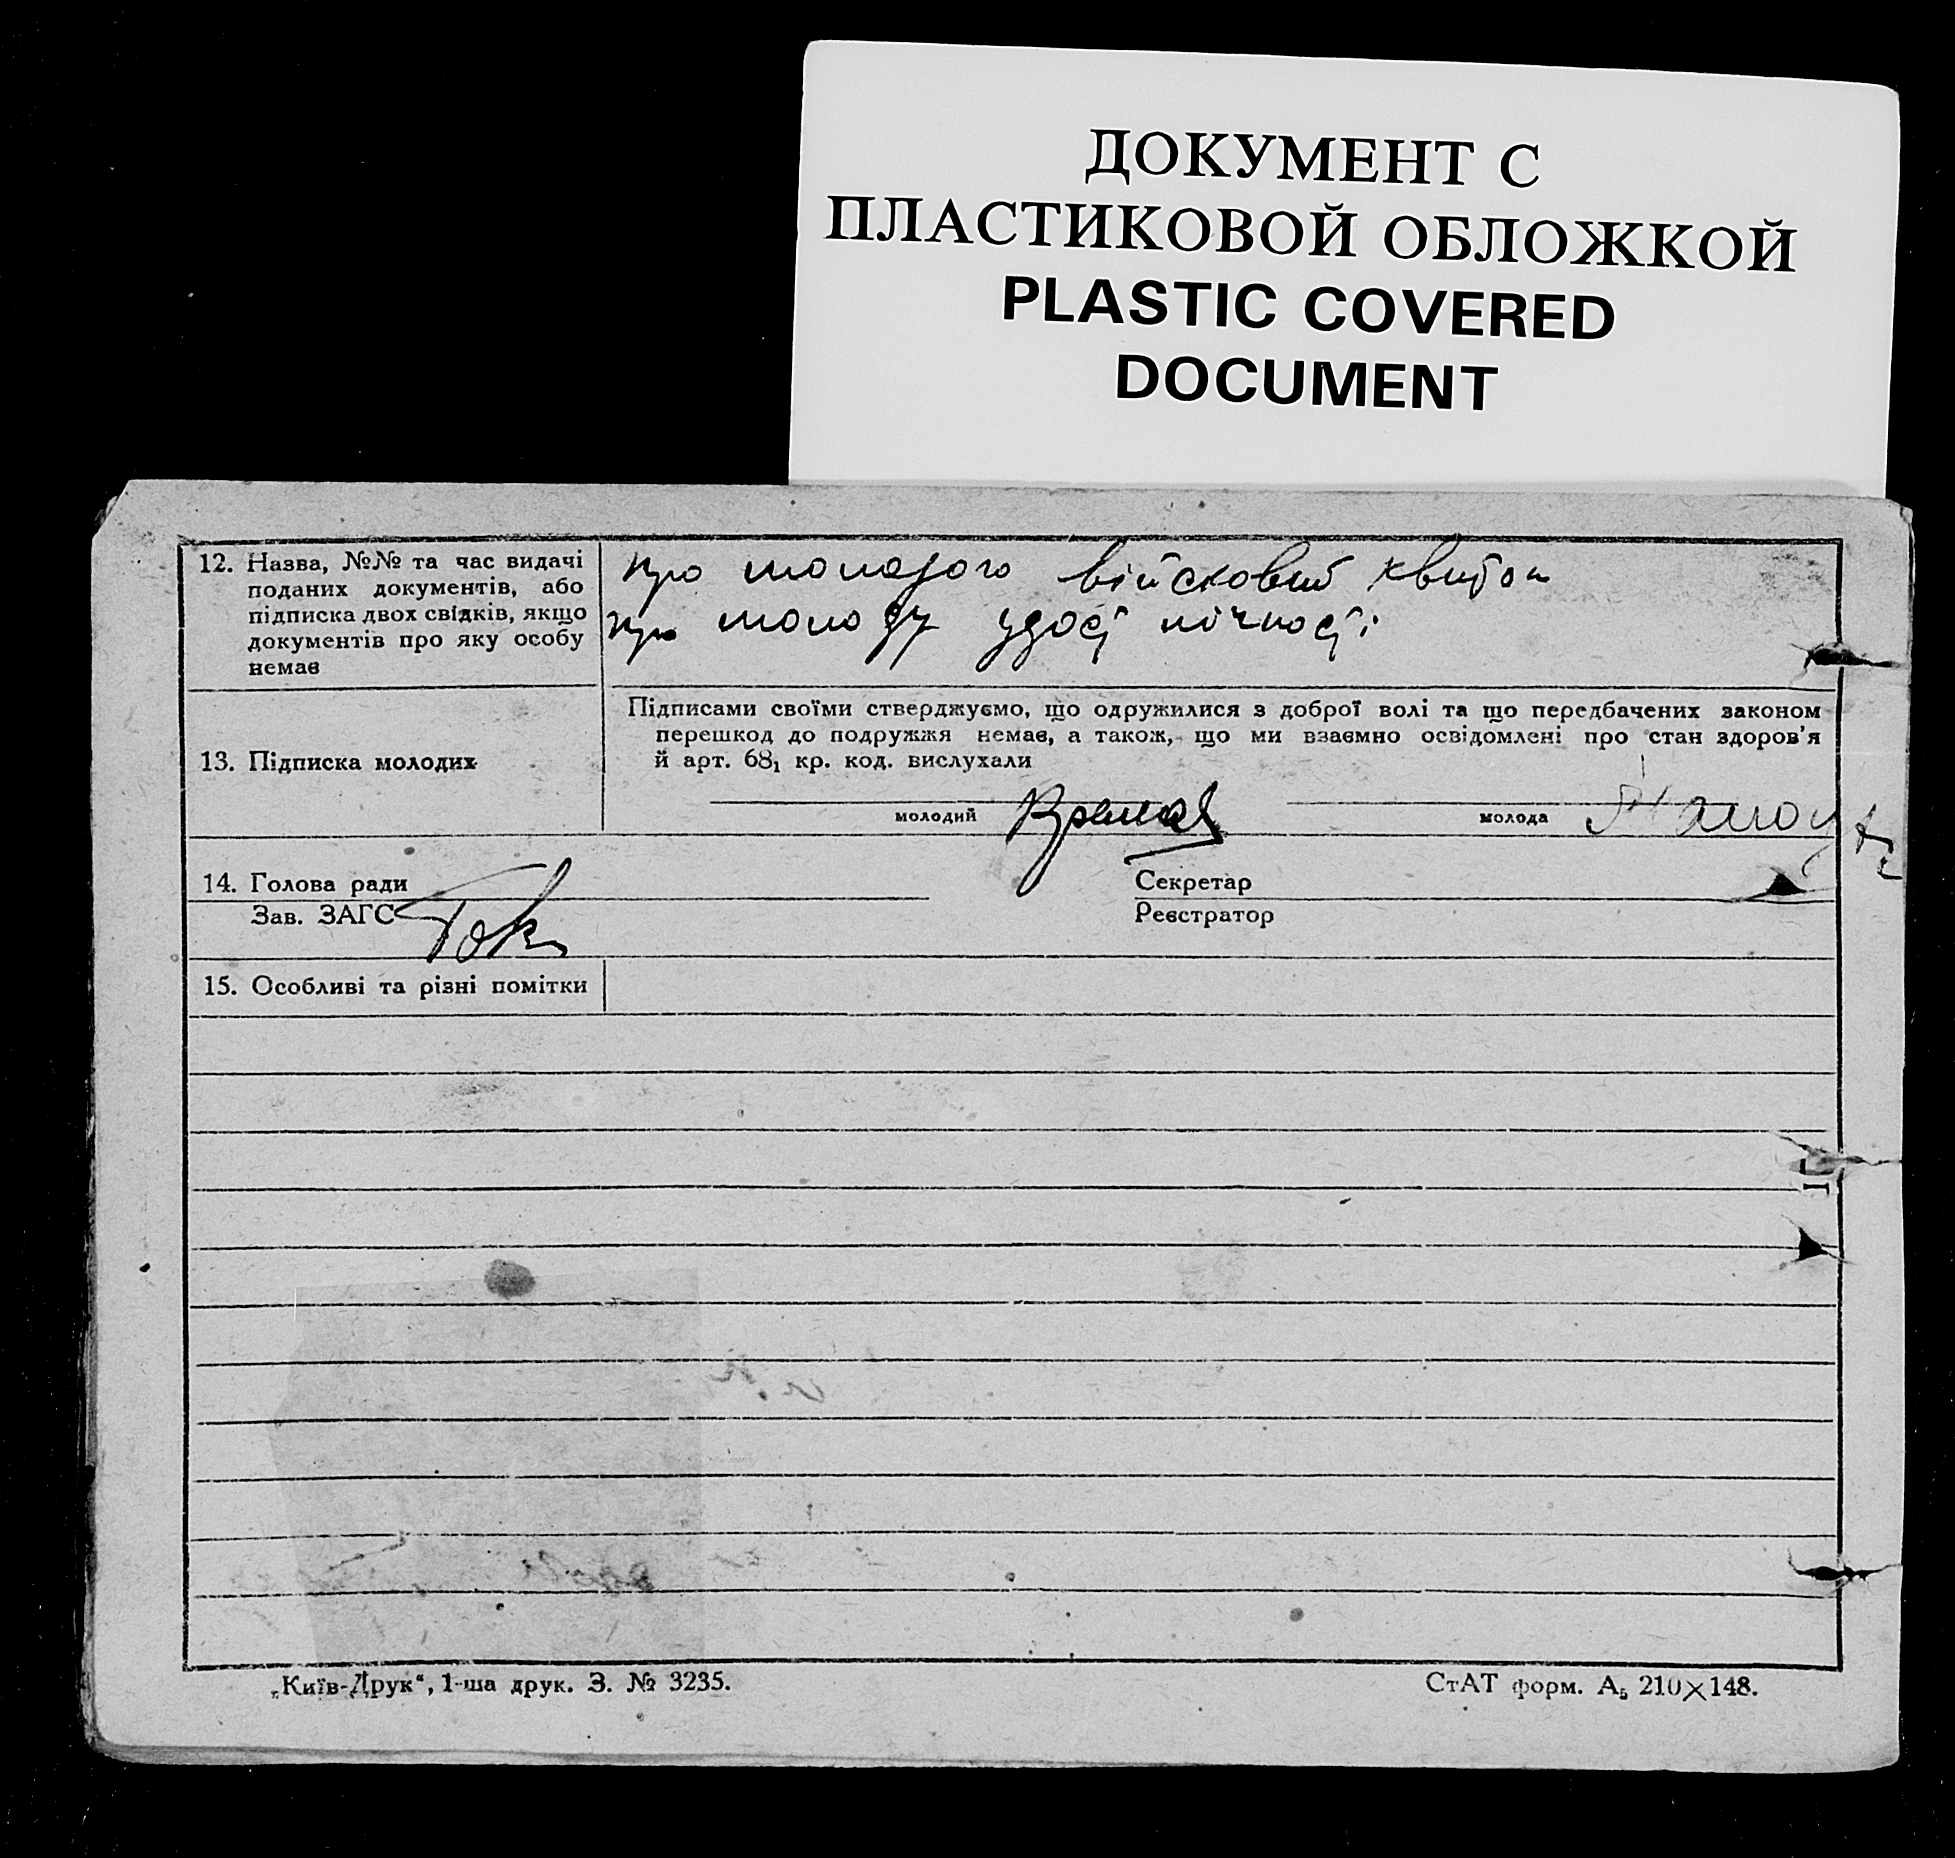 ДОКУМЕНТ С
ПЛАСТИКОВОЙ ОБЛОЖКОЙ
PLASTIC COVERED
DOCUMENT
12. Назва, №№ та час видачі
поданих документів, або
підписка двох свідків, якщо
документів про яку особу
немає
про молодого військовий квиток
про молоду удост лічності
13. Підписка молодих
Підписами своїми стверджуємо, що одружилися з доброї волі та що передбачених законом
перешкод до подружжя немає, а також, що ми взаємно освідомлені про стан здоров'я
й арт. 68₁ кр. код. вислухали
молодий
молода
14. Голова ради
Зав. ЗАГС
Секретар
Реєстратор
15. Особливі та різні помітки
„Київ-Друк“, 1-ша друк. З. № 3235.
СтАТ форм. А₅ 210×148.